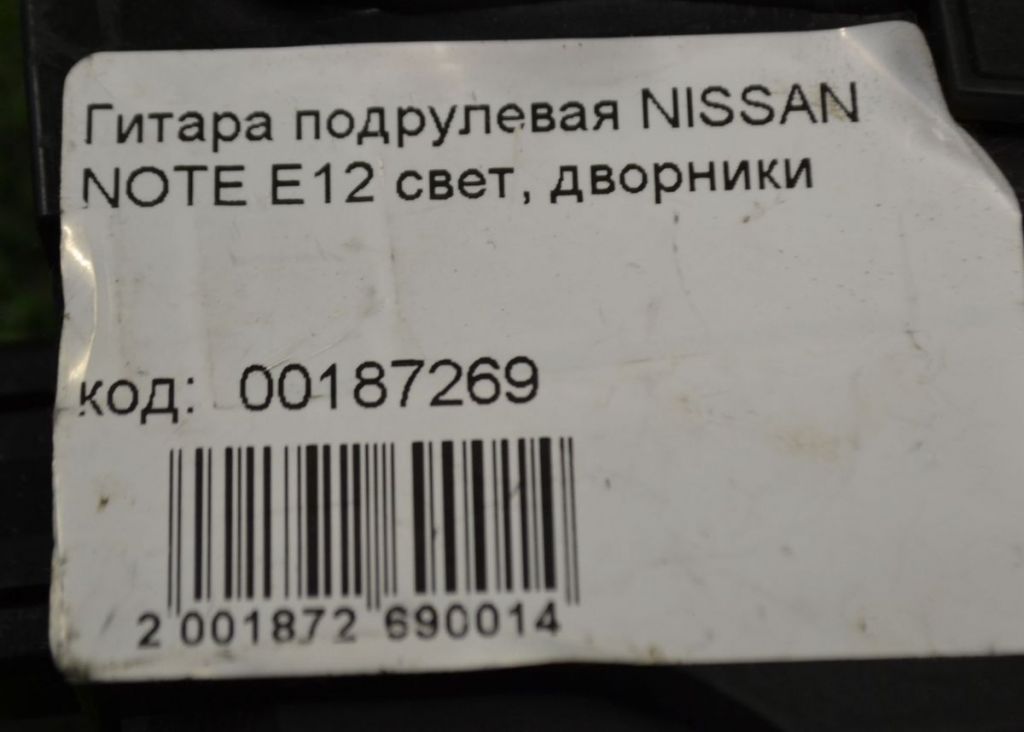 Гитара подрулевая NISSAN
NOTE E12 свет, дворники
код: 00187269
2 001872 690014